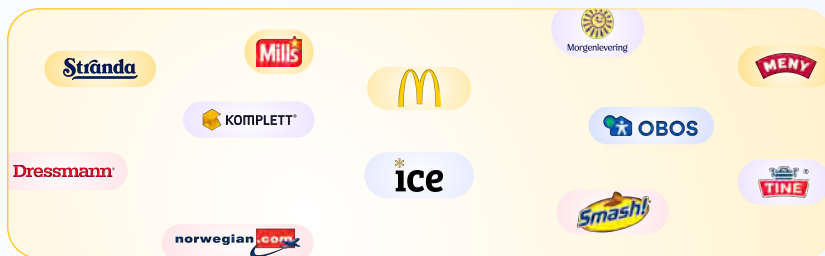 Morgenlevering
Mills
Stranda
MENY
KOMPLETT®
OBOS
Dressmann®
ice
TINE®
Smash!
norwegian.com